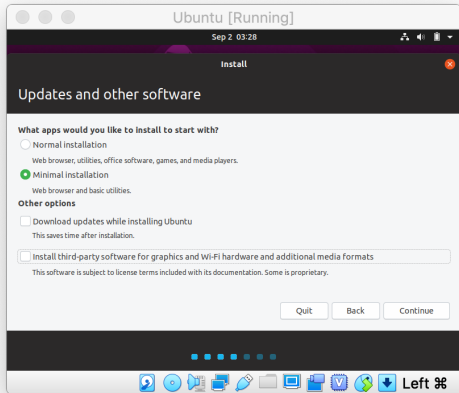 Ubuntu [Running]
Sep 2 03:28
Install
Updates and other software
What apps would you like to install to start with?
Normal installation
Web browser, utilities, office software, games, and media players.
Minimal installation
Web browser and basic utilities.
Other options
Download updates while installing Ubuntu
This saves time after installation.
Install third-party software for graphics and Wi-Fi hardware and additional media formats
This software is subject to license terms included with its documentation. Some is proprietary.
Quit Back Continue
Left ⌘